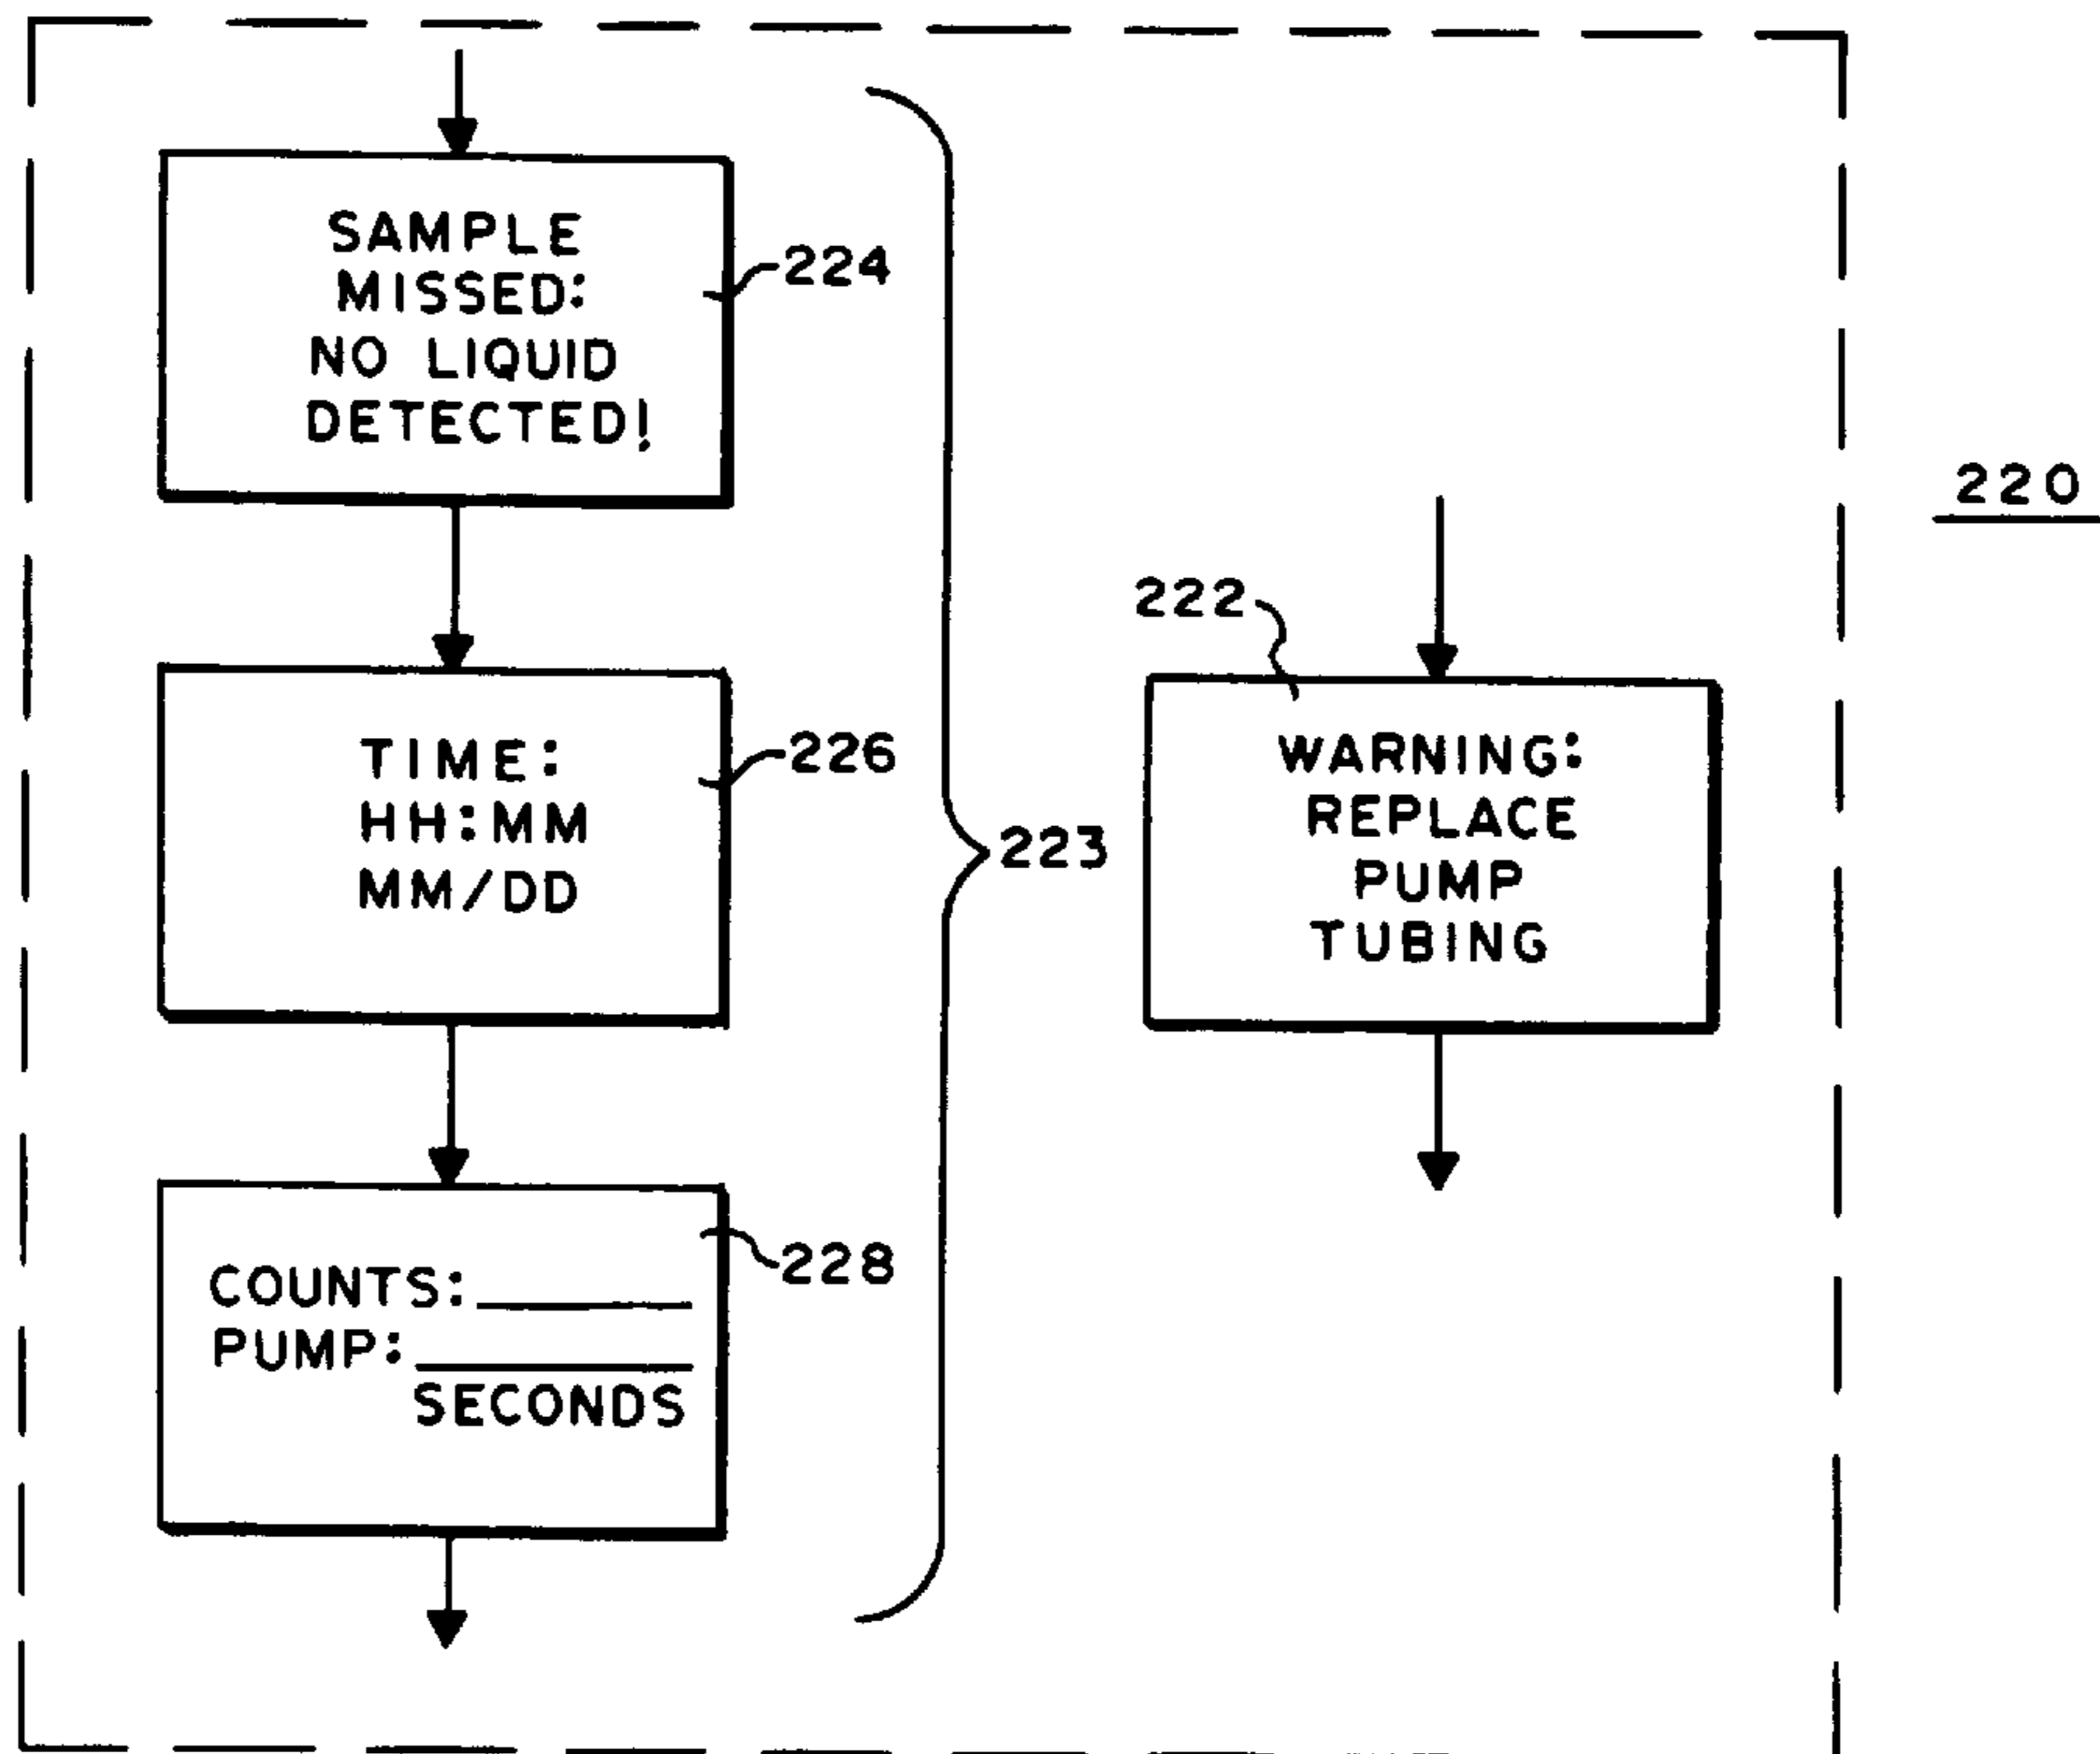 SAMPLE
MISSED:
NO LIQUID
DETECTED!
224
TIME:
HH:MM
MM/DD
226
COUNTS:
PUMP:
SECONDS
228
223
222
WARNING:
REPLACE
PUMP
TUBING
220